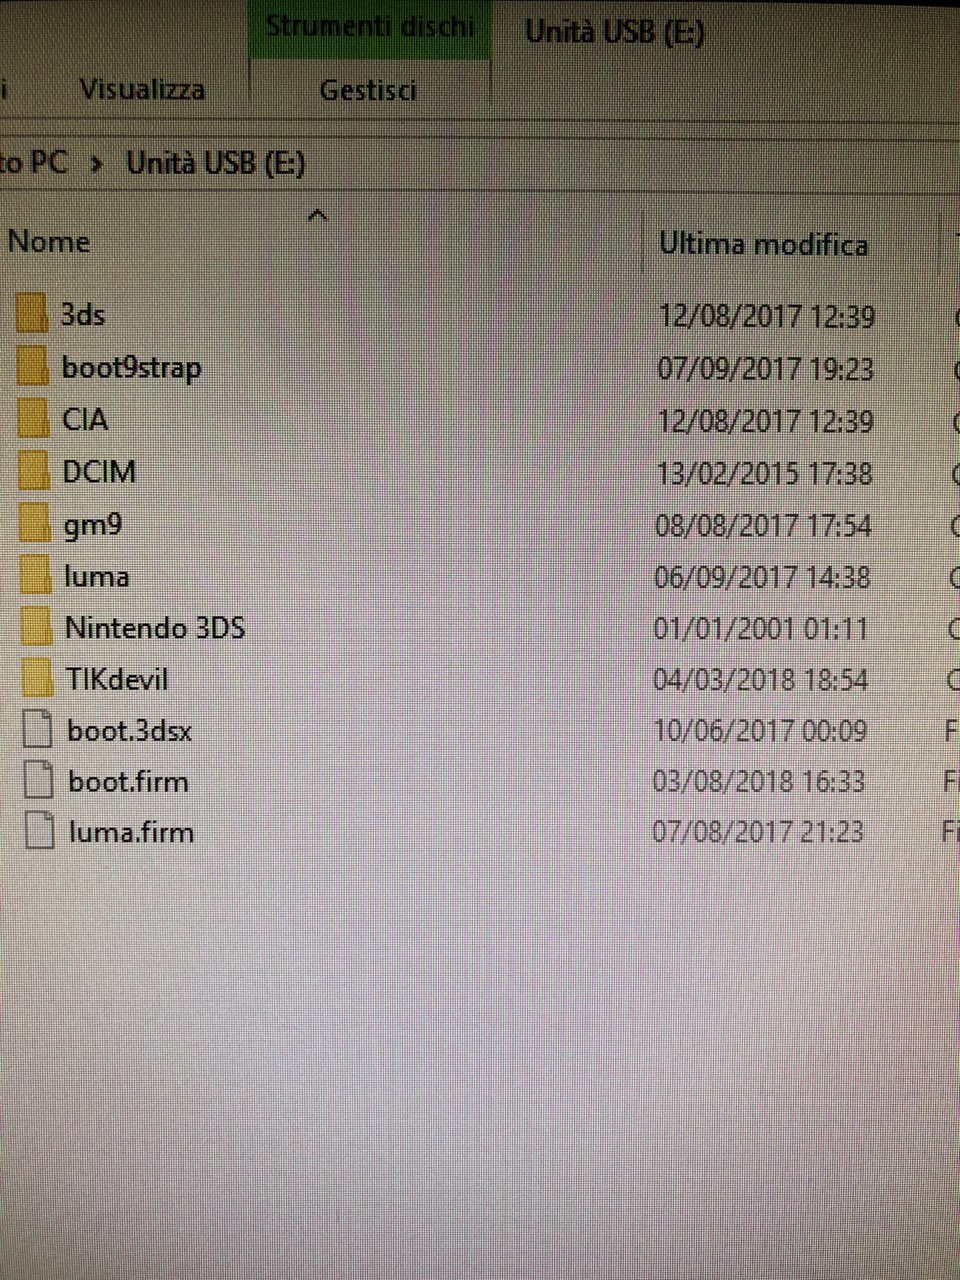 Strumenti dischi Unità USB (E:)
Visualizza Gestisci
to PC > Unità USB (E:)
Nome Ultima modifica
3ds 12/08/2017 12:39
boot9strap 07/09/2017 19:23
CIA 12/08/2017 12:39
DCIM 13/02/2015 17:38
gm9 08/08/2017 17:54
luma 06/09/2017 14:38
Nintendo 3DS 01/01/2001 01:11
TIKdevil 04/03/2018 18:54
boot.3dsx 10/06/2017 00:09 F
boot.firm 03/08/2018 16:33 Fi
luma.firm 07/08/2017 21:23 Fi